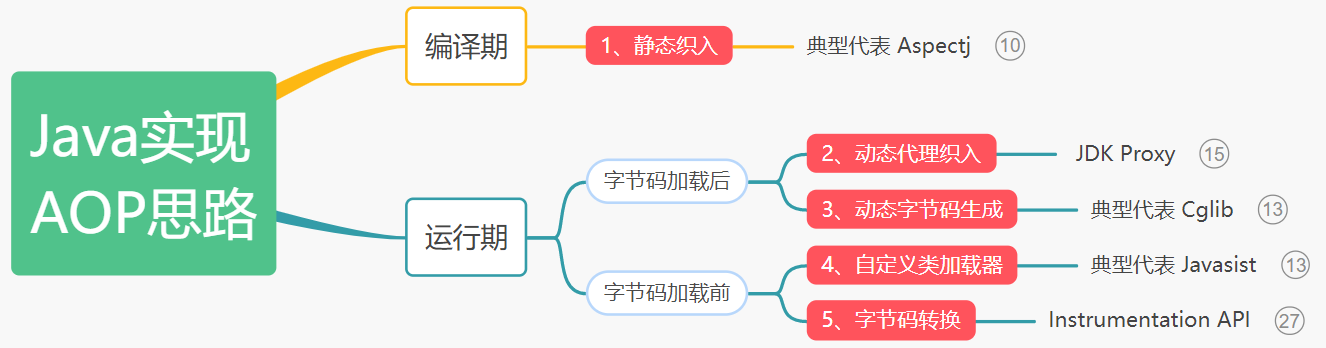 Java实现
AOP思路
编译期
1、静态织入
典型代表 Aspectj
10
运行期
字节码加载后
2、动态代理织入
JDK Proxy
15
3、动态字节码生成
典型代表 Cglib
13
字节码加载前
4、自定义类加载器
典型代表 Javasist
13
5、字节码转换
Instrumentation API
27